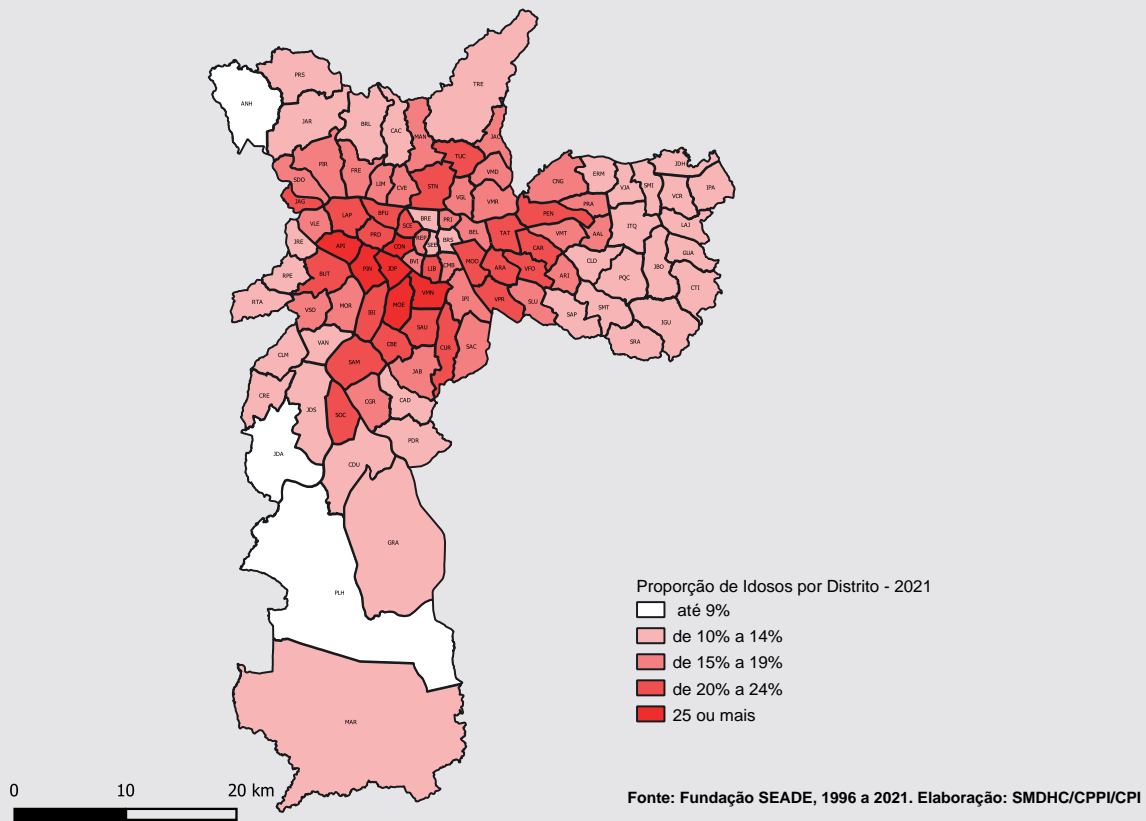 PRS
TRE
ANH
JAR
BRL
CAC
MAN
JAC
TUC
PIR
FRE
SDO
LIM
CVE
STN
VMD
VGL
VMR
CNG
ERM
VJA
SMI
JDH
VCR
IPA
JAG
LAP
BFU
VLE
PRD
SCE
BRE
PRI
PEN
PRA
VMT
AAL
ITQ
LAJ
JRE
API
CON
REP
SEE
BRS
BEL
TAT
CAR
GUA
RPE
BUT
PIN
JDP
BVI
LIB
CMB
MOO
ARA
VFO
ARI
CLD
PQC
JBO
CTI
RTA
VSO
MOR
IBI
MOE
VMN
IPI
VPR
SLU
SAP
SMT
IGU
SRA
VAN
CBE
SAU
CUR
SAC
CLM
SAM
JAB
CRE
JDS
SOC
CGR
CAD
JDA
CDU
PDR
GRA
PLH
MAR
Proporção de Idosos por Distrito - 2021
até 9%
de 10% a 14%
de 15% a 19%
de 20% a 24%
25 ou mais
0 10 20 km
Fonte: Fundação SEADE, 1996 a 2021. Elaboração: SMDHC/CPPI/CPI